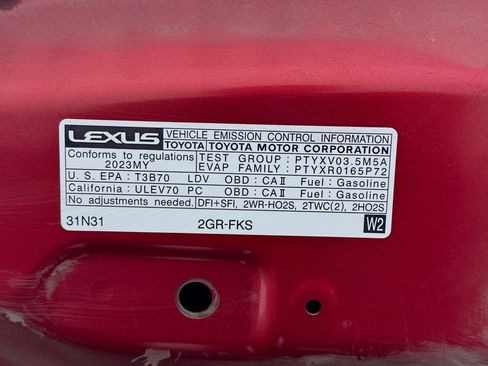 LEXUS VEHICLE EMISSION CONTROL INFORMATION
TOYOTA TOYOTA MOTOR CORPORATION
Conforms to regulations 2023MY
TEST GROUP : PTYXV03.5M5A
EVAP FAMILY : PTYXR0165P72
U. S. EPA : T3B70 LDV OBD : CAⅡ Fuel : Gasoline
California : ULEV70 PC OBD : CAⅡ Fuel : Gasoline
No adjustments needed. DFI+SFI, 2WR-HO2S, 2TWC(2), 2HO2S
31N31 2GR-FKS W2